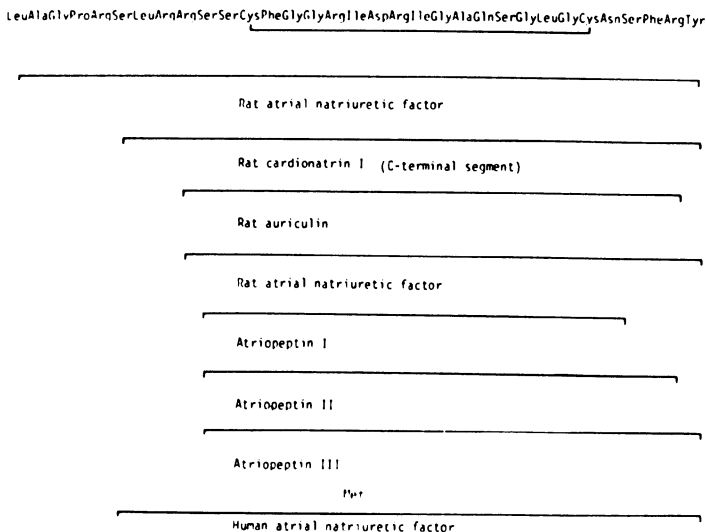 LeuAlaGlyProArgSerLeuArgArgSerSerCysPheGlyGlyArgIleAspArgIleGlyAlaGlnSerGlyLeuGlyCysAsnSerPheArgTyr
Rat atrial natriuretic factor
Rat cardionatrin I (C-terminal segment)
Rat auriculin
Rat atrial natriuretic factor
Atriopeptin I
Atriopeptin II
Atriopeptin III
Met
Human atrial natriuretic factor